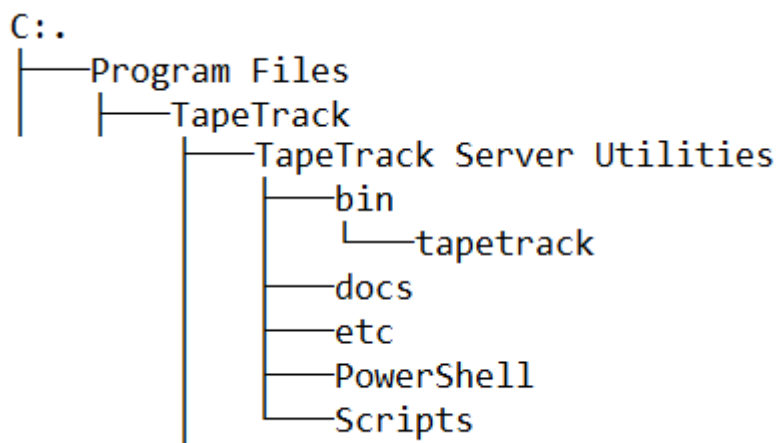 C:.
Program Files
TapeTrack
TapeTrack Server Utilities
bin
tapetrack
docs
etc
PowerShell
Scripts